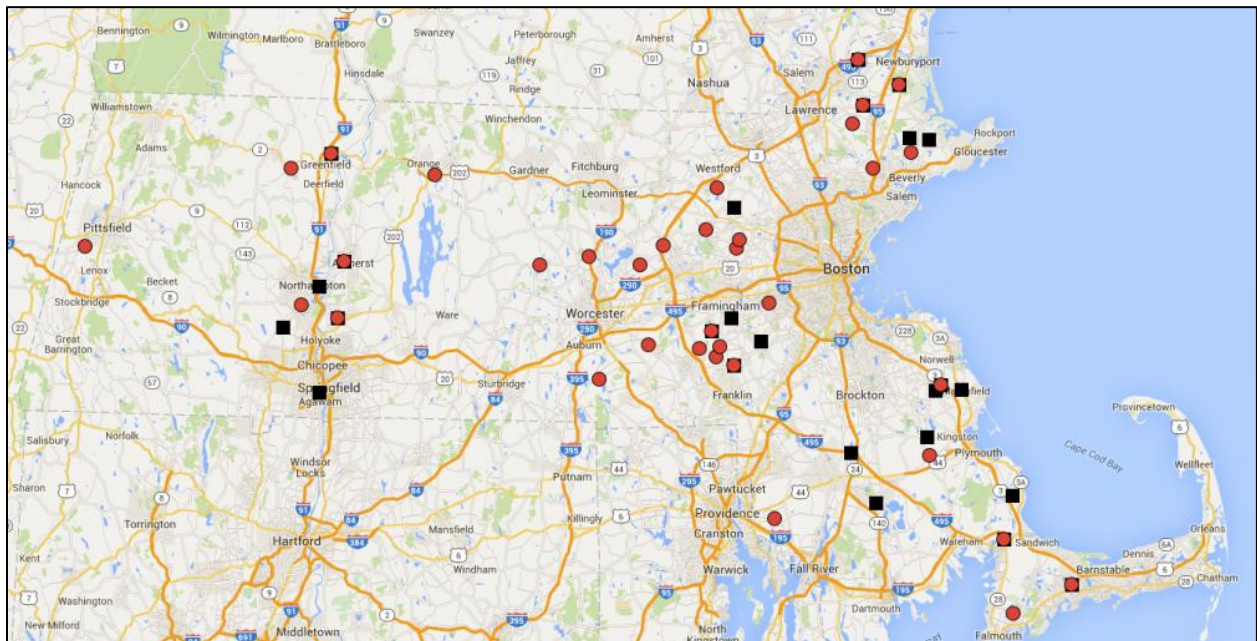 Bennington
Wilmington
Marlboro
Brattleboro
Swanzey
Peterborough
Amherst
Hinsdale
Jaffrey
Rindge
Nashua
Salem
Newburyport
Williamstown
Winchendon
Lawrence
Adams
Greenfield
Orange
Gardner
Fitchburg
Westford
Rockport
Gloucester
Hancock
Deerfield
Leominster
Beverly
Salem
Pittsfield
Lenox
Becket
Amherst
Northampton
Boston
Stockbridge
Ware
Worcester
Framingham
Great
Barrington
Holyoke
Auburn
Chicopee
Springfield
Agawam
Sturbridge
Franklin
Brockton
Norwell
Provincetown
Salisbury
Norfolk
Windsor
Locks
Kingston
Plymouth
Cape Cod Bay
Wellfleet
Sharon
Putnam
Pawtucket
Torrington
Killingly
Providence
Cranston
Hartford
Mansfield
Windham
Wareham
Sandwich
Orleans
Dennis
Barnstable
Chatham
Kent
Warwick
Fall River
Dartmouth
Washington
New Milford
Middletown
North
Kingstown
Falmouth